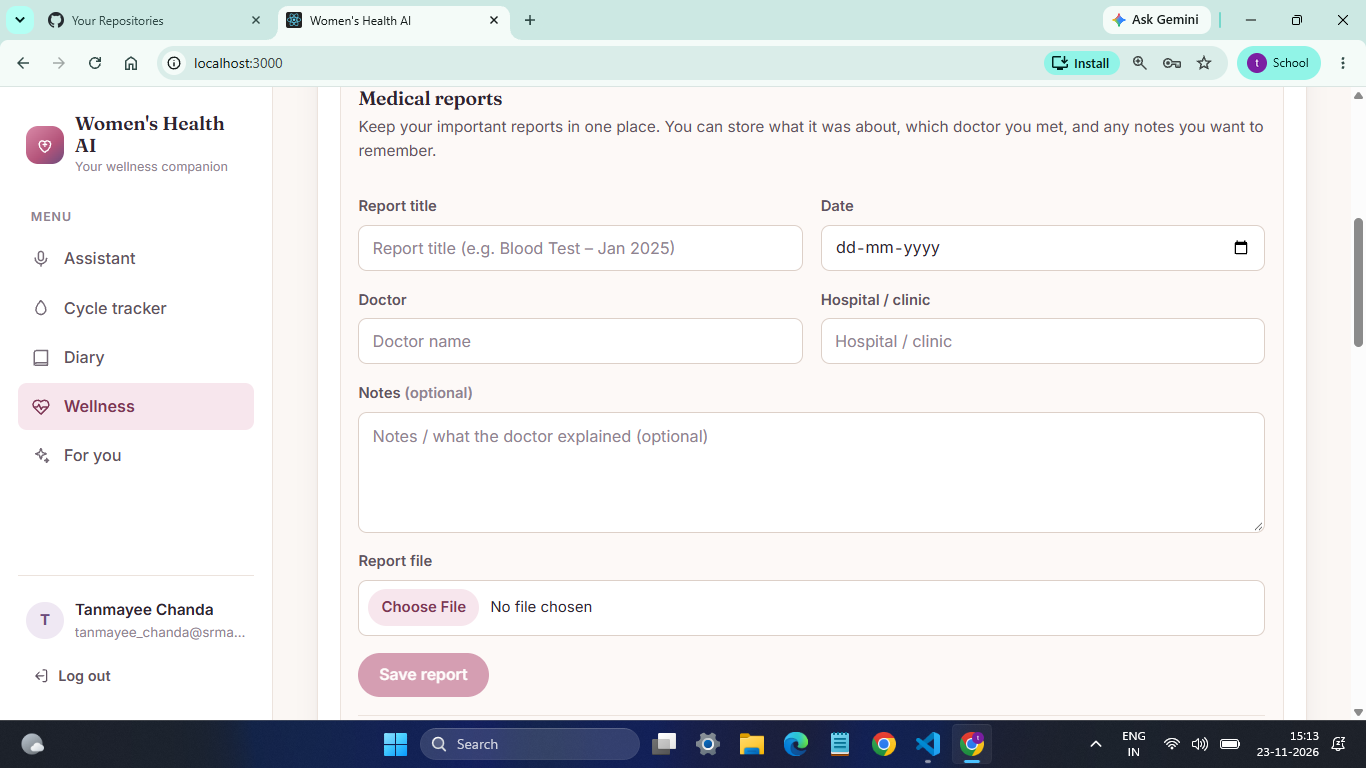 Your Repositories
Women's Health AI
Ask Gemini
localhost:3000
Install
t
School
Women's Health
AI
Your wellness companion
MENU
Assistant
Cycle tracker
Diary
Wellness
For you
T
Tanmayee Chanda
tanmayee_chanda@srma...
Log out
Medical reports
Keep your important reports in one place. You can store what it was about, which doctor you met, and any notes you want to
remember.
Report title
Date
Report title (e.g. Blood Test – Jan 2025)
dd-mm-yyyy
Doctor
Hospital / clinic
Doctor name
Hospital / clinic
Notes (optional)
Notes / what the doctor explained (optional)
Report file
Choose File No file chosen
Save report
Search
ENG
IN
15:13
23-11-2026